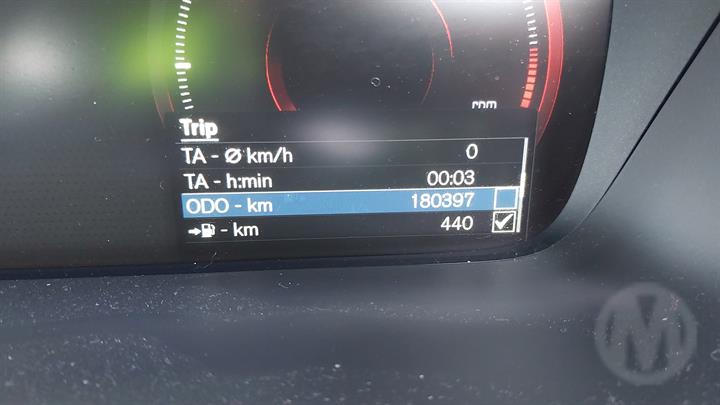 rpm
Trip
TA - Ø km/h 0
TA - h:min 00:03
ODO - km 180397
➔⛽ - km 440
M